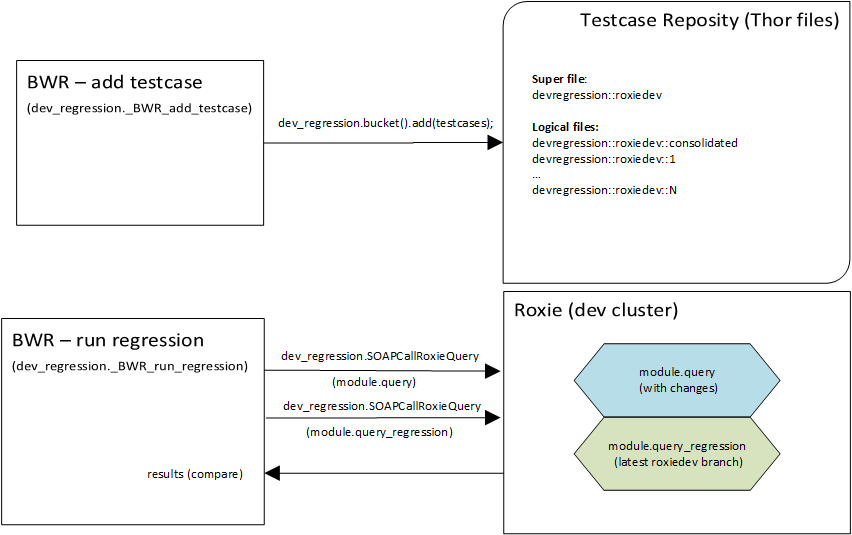 Testcase Reposity (Thor files)
BWR – add testcase
(dev_regression._BWR_add_testcase)
dev_regression.bucket().add(testcases);
Super file:
devregression::roxiedev
Logical files:
devregression::roxiedev::consolidated
devregression::roxiedev::1
...
devregression::roxiedev::N
BWR – run regression
(dev_regression._BWR_run_regression)
dev_regression.SOAPCallRoxieQuery
(module.query)
dev_regression.SOAPCallRoxieQuery
(module.query_regression)
results (compare)
Roxie (dev cluster)
module.query
(with changes)
module.query_regression
(latest roxiedev branch)